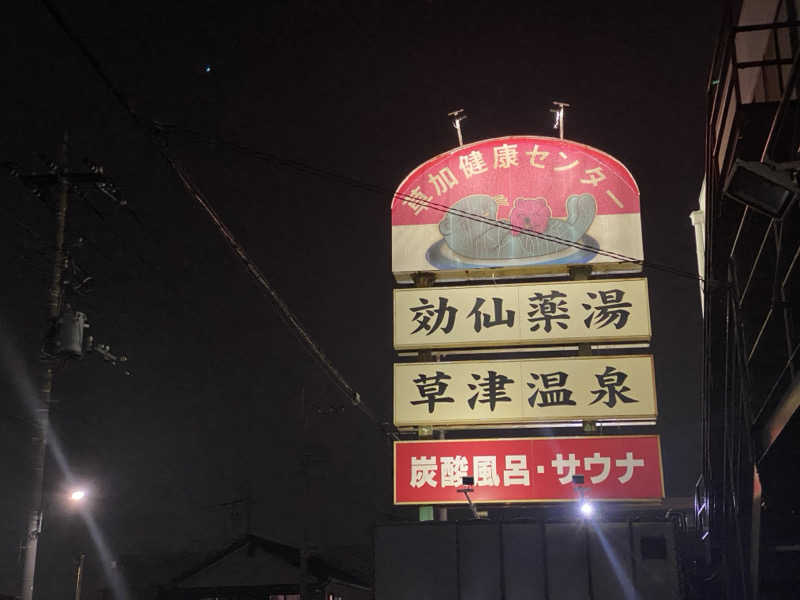 草加健康センター
効仙薬湯
草津温泉
炭酸風呂・サウナ